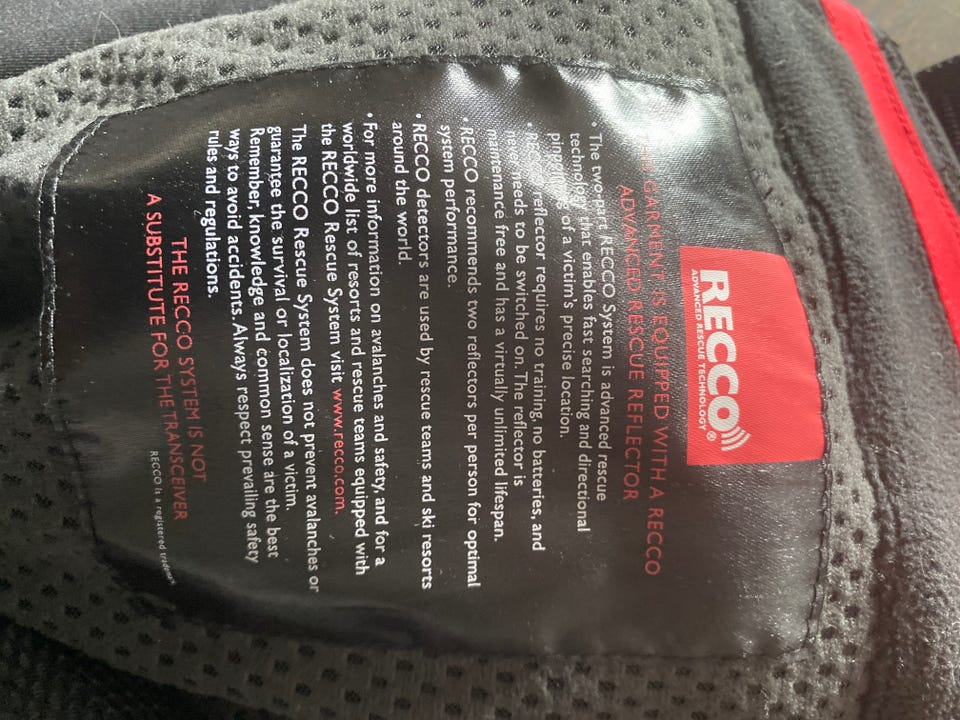 RECCO
ADVANCED RESCUE TECHNOLOGY®
GARMENT IS EQUIPPED WITH A RECCO
ADVANCED RESCUE REFLECTOR
• The two-part RECCO System is advanced rescue
technology that enables fast searching and directional
pinpointing of a victim's precise location.
• RECCO reflector requires no training, no batteries, and
never needs to be switched on. The reflector is
maintenance free and has a virtually unlimited lifespan.
• RECCO recommends two reflectors per person for optimal
system performance.
• RECCO detectors are used by rescue teams and ski resorts
around the world.
• For more information on avalanches and safety, and for a
worldwide list of resorts and rescue teams equipped with
the RECCO Rescue System visit www.recco.com.
The RECCO Rescue System does not prevent avalanches or
guarantee the survival or localization of a victim.
Remember, knowledge and common sense are the best
ways to avoid accidents. Always respect prevailing safety
rules and regulations.
THE RECCO SYSTEM IS NOT
A SUBSTITUTE FOR THE TRANSCEIVER
RECCO is a registered trademark